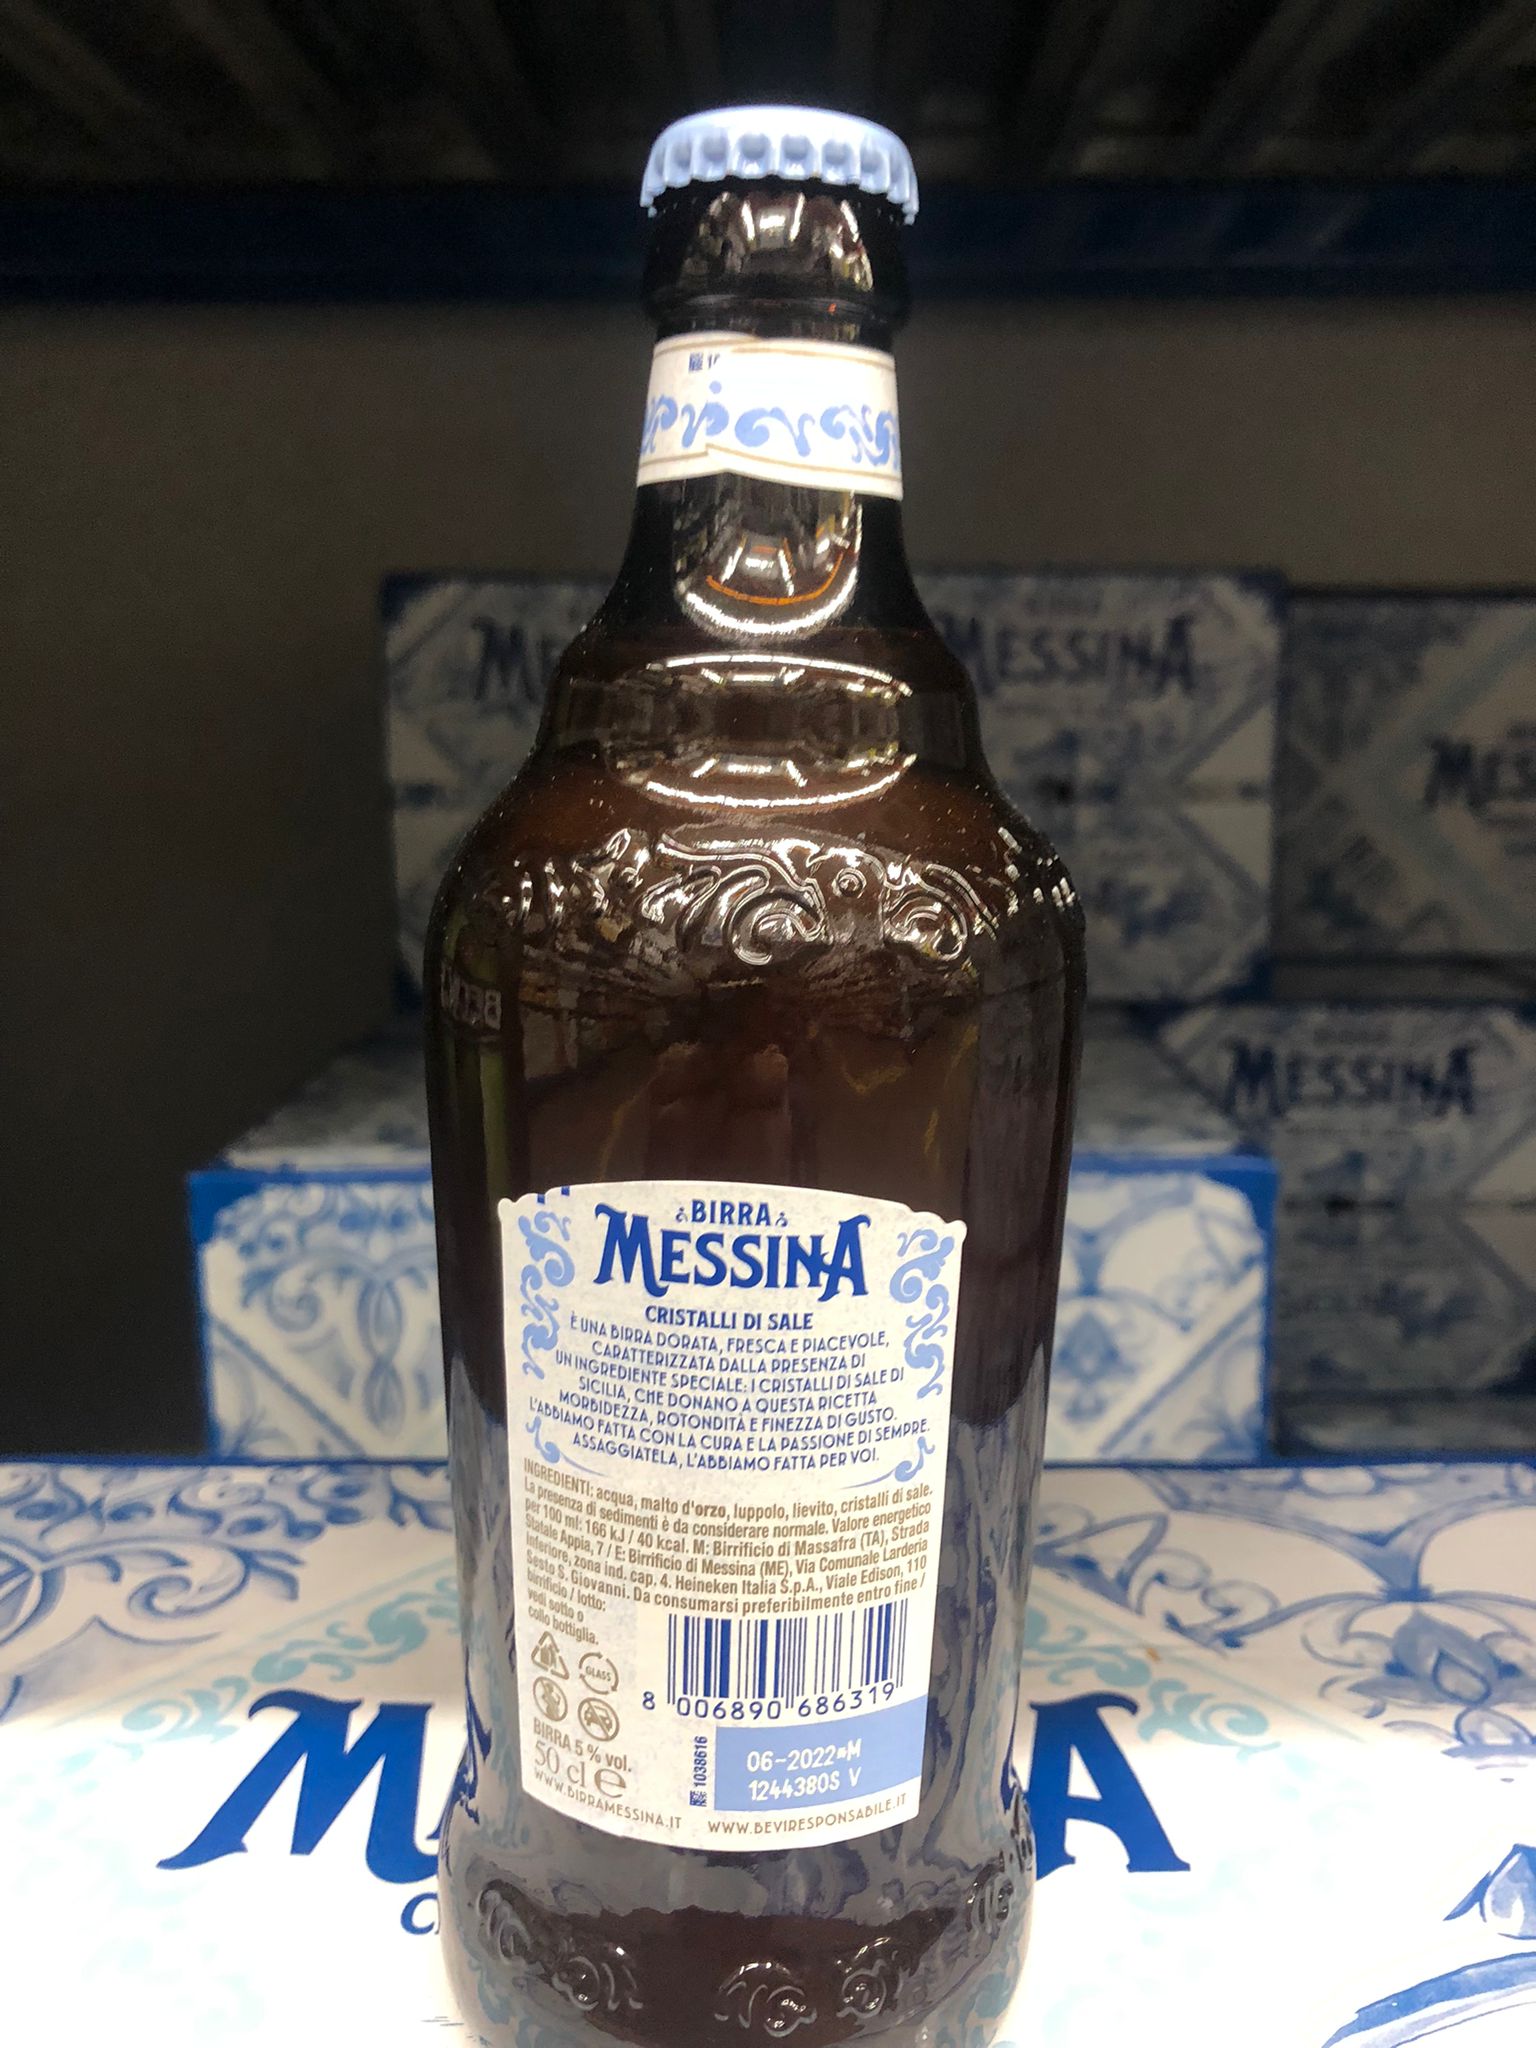 MESSINA
MESSINA
MESSINA
BIRRA
MESSINA
CRISTALLI DI SALE
È UNA BIRRA DORATA, FRESCA E PIACEVOLE,
CARATTERIZZATA DALLA PRESENZA DI
UN INGREDIENTE SPECIALE: I CRISTALLI DI SALE DI
SICILIA, CHE DONANO A QUESTA RICETTA
MORBIDEZZA, ROTONDITÀ E FINEZZA DI GUSTO.
L'ABBIAMO FATTA CON LA CURA E LA PASSIONE DI SEMPRE.
ASSAGGIATELA, L'ABBIAMO FATTA PER VOI.
INGREDIENTI: acqua, malto d'orzo, luppolo, lievito, cristalli di sale.
La presenza di sedimenti è da considerare normale. Valore energetico
per 100 ml: 166 kJ / 40 kcal. M: Birrificio di Massafra (TA), Strada
Statale Appia, 7 / E: Birrificio di Messina (ME), Via Comunale Larderia
Inferiore, zona ind. cap. 4. Heineken Italia S.p.A., Viale Edison, 110
Sesto S. Giovanni. Da consumarsi preferibilmente entro fine /
birrificio / lotto:
vedi sotto o
collo bottiglia.
GLASS
8 006890 686319
BIRRA 5 % vol.
50 cl e
WWW.BIRRAMESSINA.IT
1038616
06-2022*M
1244380S V
WWW.BEVIRESPONSABILE.IT